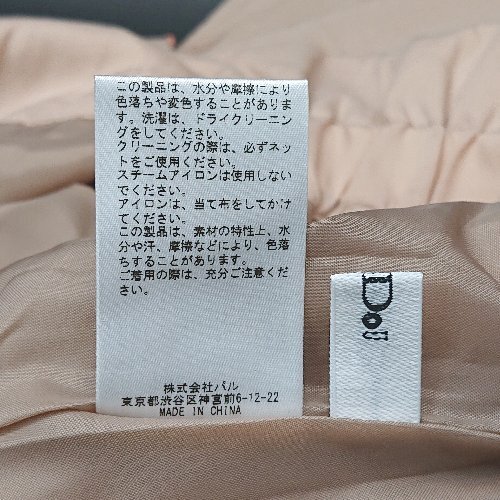 この製品は、水分や摩擦により
色落ちや変色することがありま
す。洗濯は、ドライクリーニン
グをしてください。
クリーニングの際は、必ずネッ
トをご使用ください。
スチームアイロンは使用しない
でください。
アイロンは、当て布をしてかけ
てください。
この製品は、素材の特性上、水
分や汗、摩擦などにより、色落
ちすることがあります。
ご着用の際は、充分ご注意くだ
さい。
株式会社パル
東京都渋谷区神宮前6-12-22
MADE IN CHINA
Doll